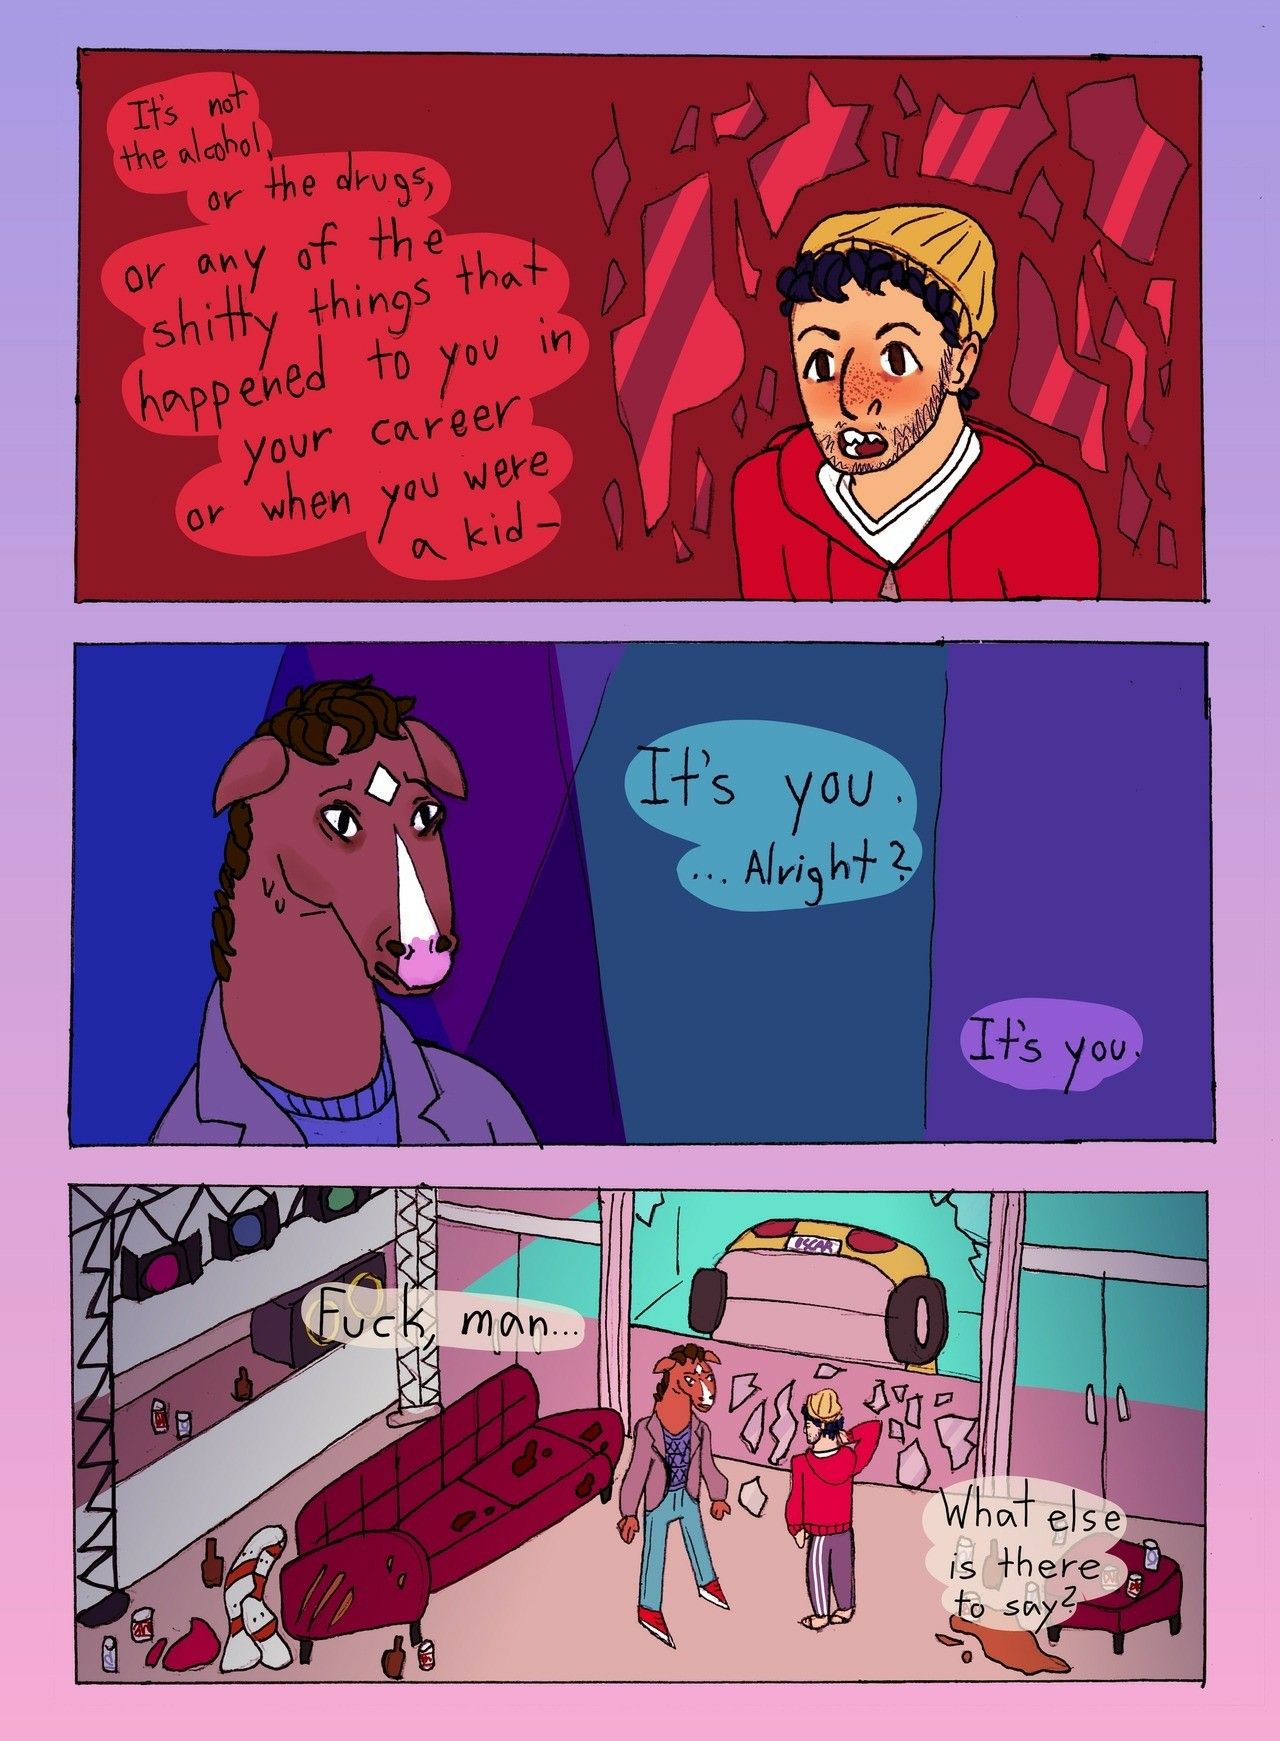 It's not
the alcohol,
or the drugs,
or any of the
shitty things that
happened to you in
your career
or when you were
a kid—
It's you.
... Alright?
It's you.
OSCAR
Fuck, man...
What else
is there
to say?